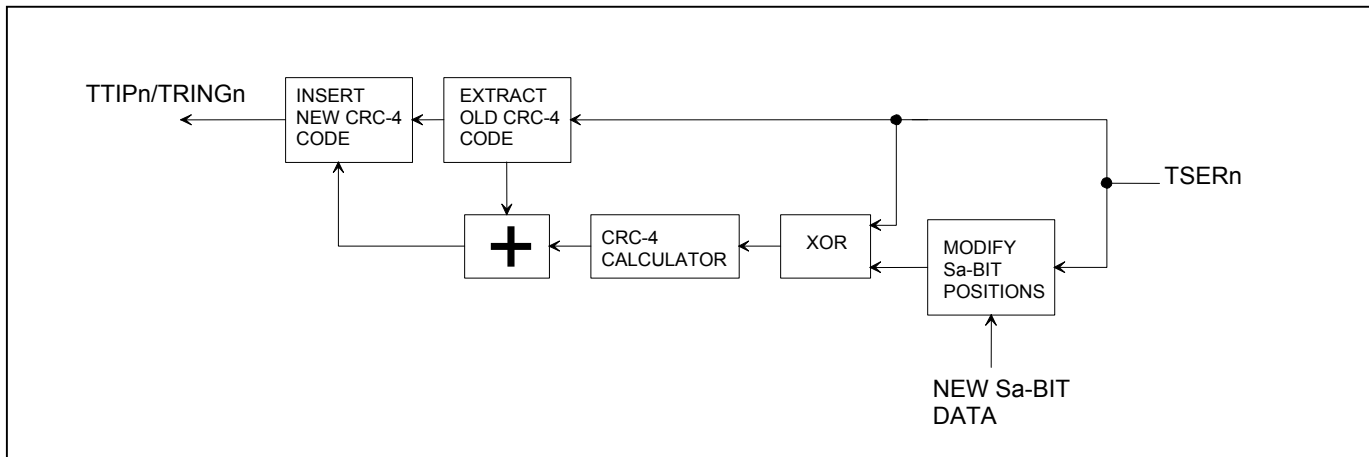 TTIPn/TRINGn
INSERT
NEW CRC-4
CODE
EXTRACT
OLD CRC-4
CODE
TSERn
+
CRC-4
CALCULATOR
XOR
MODIFY
Sa-BIT
POSITIONS
NEW Sa-BIT
DATA